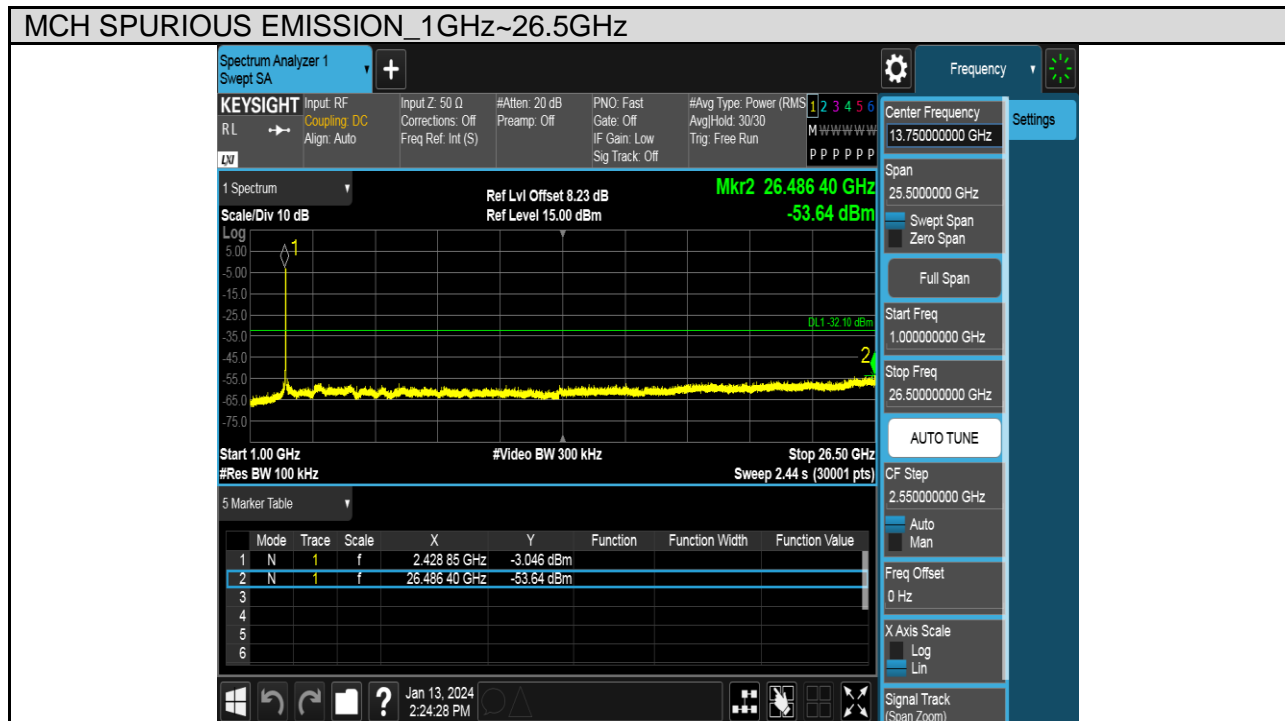 MCH SPURIOUS EMISSION_1GHz~26.5GHz
Spectrum Analyzer 1
Swept SA
+
Frequency
KEYSIGHT
RL
LXI
Input: RF
Coupling: DC
Align: Auto
Input Z: 50 Ω
Corrections: Off
Freq Ref: Int (S)
#Atten: 20 dB
Preamp: Off
PNO: Fast
Gate: Off
IF Gain: Low
Sig Track: Off
#Avg Type: Power (RMS
Avg|Hold: 30/30
Trig: Free Run
1 2 3 4 5 6
M W W W W W
P P P P P P
1 Spectrum
Scale/Div 10 dB
Ref Lvl Offset 8.23 dB
Ref Level 15.00 dBm
Mkr2 26.486 40 GHz
-53.64 dBm
Log
5.00
-5.00
-15.0
-25.0
-35.0
-45.0
-55.0
-65.0
-75.0
1
DL1 -32.10 dBm
2
Start 1.00 GHz
#Video BW 300 kHz
Stop 26.50 GHz
#Res BW 100 kHz
Sweep 2.44 s (30001 pts)
5 Marker Table
Mode Trace Scale X Y Function Function Width Function Value
1 N 1 f 2.428 85 GHz -3.046 dBm
2 N 1 f 26.486 40 GHz -53.64 dBm
3
4
5
6
?
Jan 13, 2024
2:24:28 PM
Center Frequency
13.750000000 GHz
Settings
Span
25.5000000 GHz
Swept Span
Zero Span
Full Span
Start Freq
1.000000000 GHz
Stop Freq
26.500000000 GHz
AUTO TUNE
CF Step
2.550000000 GHz
Auto
Man
Freq Offset
0 Hz
X Axis Scale
Log
Lin
Signal Track
(Span Zoom)